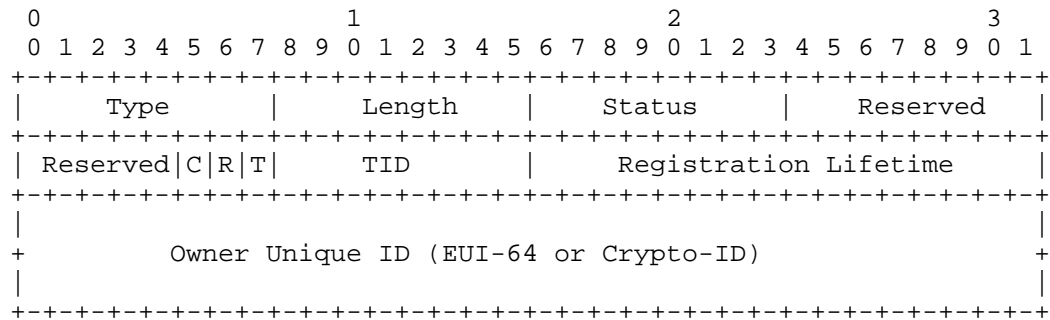 0                   1                   2                   3
 0 1 2 3 4 5 6 7 8 9 0 1 2 3 4 5 6 7 8 9 0 1 2 3 4 5 6 7 8 9 0 1
+-+-+-+-+-+-+-+-+-+-+-+-+-+-+-+-+-+-+-+-+-+-+-+-+-+-+-+-+-+-+-+-+
|     Type      |     Length    |    Status     |    Reserved   |
+-+-+-+-+-+-+-+-+-+-+-+-+-+-+-+-+-+-+-+-+-+-+-+-+-+-+-+-+-+-+-+-+
| Reserved|C|R|T|      TID      |     Registration Lifetime     |
+-+-+-+-+-+-+-+-+-+-+-+-+-+-+-+-+-+-+-+-+-+-+-+-+-+-+-+-+-+-+-+-+
|                                                               |
+         Owner Unique ID (EUI-64 or Crypto-ID)                 +
|                                                               |
+-+-+-+-+-+-+-+-+-+-+-+-+-+-+-+-+-+-+-+-+-+-+-+-+-+-+-+-+-+-+-+-+